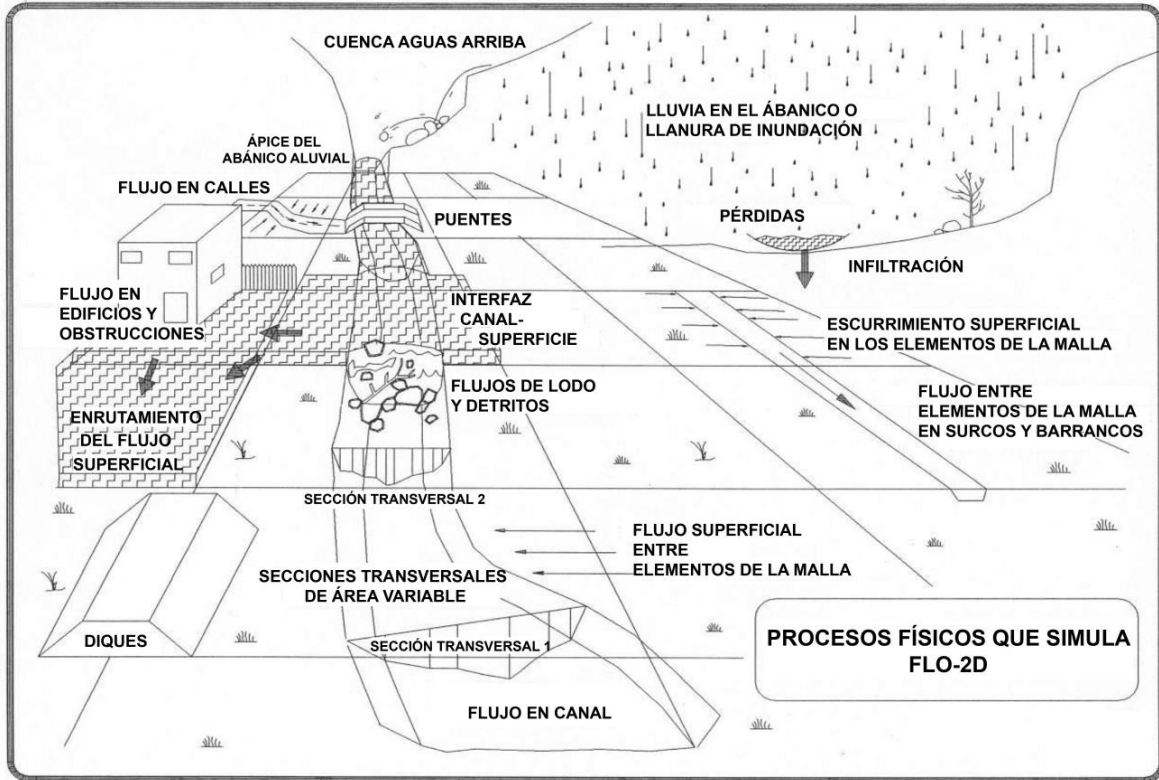 CUENCA AGUAS ARRIBA
LLUVIA EN EL ÁBANICO O
LLANURA DE INUNDACIÓN
ÁPICE DEL
ABÁNICO ALUVIAL
FLUJO EN CALLES
PUENTES
PÉRDIDAS
INFILTRACIÓN
FLUJO EN
EDIFICIOS Y
OBSTRUCCIONES
INTERFAZ
CANAL-
SUPERFICIE
ESCURRIMIENTO SUPERFICIAL
EN LOS ELEMENTOS DE LA MALLA
FLUJOS DE LODO
Y DETRITOS
FLUJO ENTRE
ELEMENTOS DE LA MALLA
EN SURCOS Y BARRANCOS
ENRUTAMIENTO
DEL FLUJO
SUPERFICIAL
SECCIÓN TRANSVERSAL 2
FLUJO SUPERFICIAL
ENTRE
ELEMENTOS DE LA MALLA
SECCIONES TRANSVERSALES
DE ÁREA VARIABLE
DIQUES
SECCIÓN TRANSVERSAL 1
PROCESOS FÍSICOS QUE SIMULA
FLO-2D
FLUJO EN CANAL